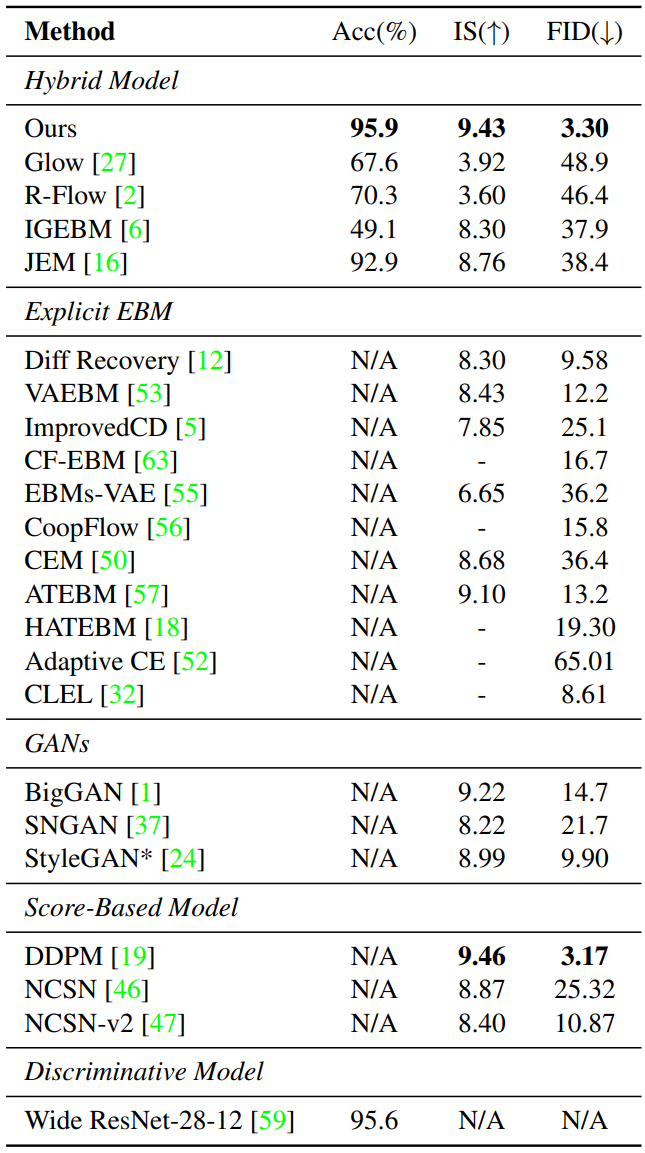 Method Acc(%) IS(↑) FID(↓)
Hybrid Model
Ours 95.9 9.43 3.30
Glow [27] 67.6 3.92 48.9
R-Flow [2] 70.3 3.60 46.4
IGEBM [6] 49.1 8.30 37.9
JEM [16] 92.9 8.76 38.4
Explicit EBM
Diff Recovery [12] N/A 8.30 9.58
VAEBM [53] N/A 8.43 12.2
ImprovedCD [5] N/A 7.85 25.1
CF-EBM [63] N/A - 16.7
EBMs-VAE [55] N/A 6.65 36.2
CoopFlow [56] N/A - 15.8
CEM [50] N/A 8.68 36.4
ATEBM [57] N/A 9.10 13.2
HATEBM [18] N/A - 19.30
Adaptive CE [52] N/A - 65.01
CLEL [32] N/A - 8.61
GANs
BigGAN [1] N/A 9.22 14.7
SNGAN [37] N/A 8.22 21.7
StyleGAN* [24] N/A 8.99 9.90
Score-Based Model
DDPM [19] N/A 9.46 3.17
NCSN [46] N/A 8.87 25.32
NCSN-v2 [47] N/A 8.40 10.87
Discriminative Model
Wide ResNet-28-12 [59] 95.6 N/A N/A